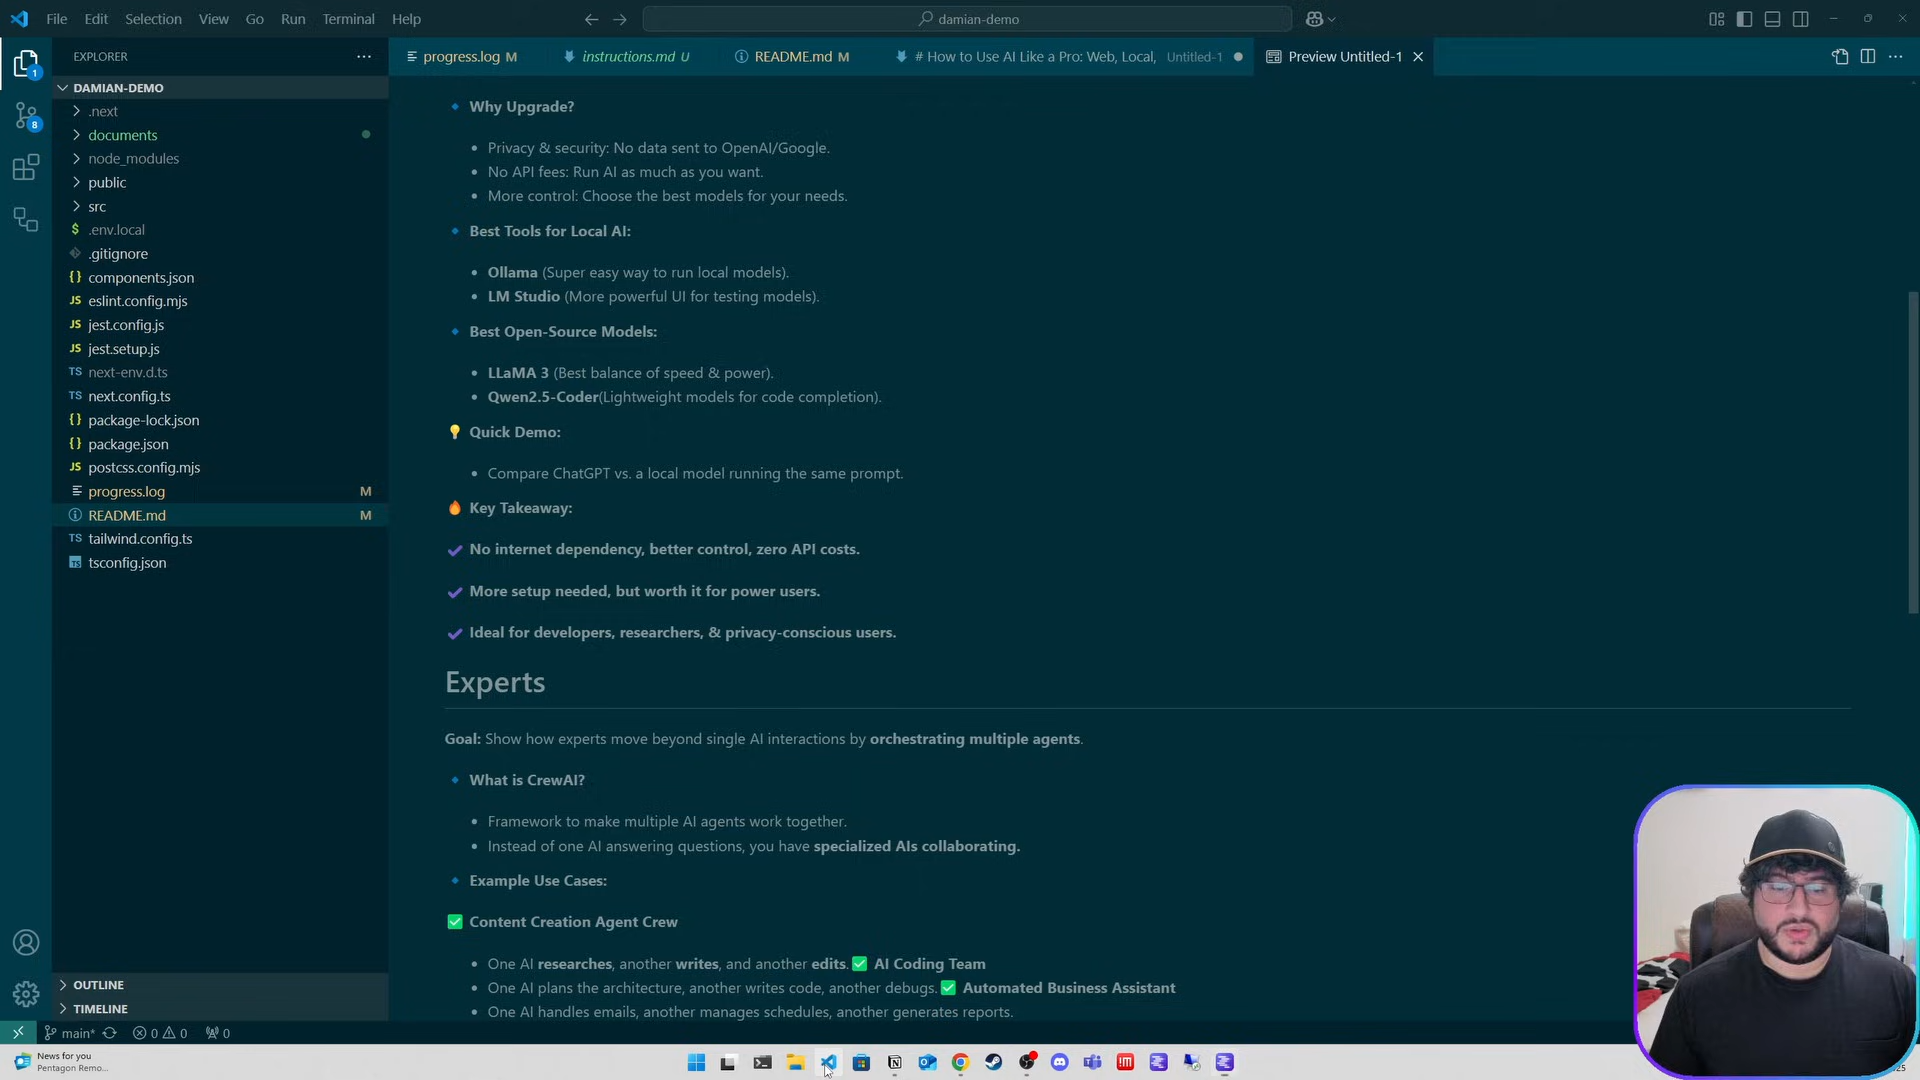 File Edit Selection View Go Run Terminal Help
damian-demo
EXPLORER
progress.log M
instructions.md U
README.md M
# How to Use AI Like a Pro: Web, Local, Untitled-1
Preview Untitled-1
1
DAMIAN-DEMO
.next
documents
8
node_modules
public
src
.env.local
.gitignore
components.json
eslint.config.mjs
jest.config.js
jest.setup.js
next-env.d.ts
next.config.ts
package-lock.json
package.json
postcss.config.mjs
progress.log M
README.md M
tailwind.config.ts
tsconfig.json
OUTLINE
TIMELINE
Why Upgrade?
Privacy & security: No data sent to OpenAI/Google.
No API fees: Run AI as much as you want.
More control: Choose the best models for your needs.
Best Tools for Local AI:
Ollama (Super easy way to run local models).
LM Studio (More powerful UI for testing models).
Best Open-Source Models:
LLaMA 3 (Best balance of speed & power).
Qwen2.5-Coder(Lightweight models for code completion).
💡 Quick Demo:
Compare ChatGPT vs. a local model running the same prompt.
🔥 Key Takeaway:
✔ No internet dependency, better control, zero API costs.
✔ More setup needed, but worth it for power users.
✔ Ideal for developers, researchers, & privacy-conscious users.
Experts
Goal: Show how experts move beyond single AI interactions by orchestrating multiple agents.
What is CrewAI?
Framework to make multiple AI agents work together.
Instead of one AI answering questions, you have specialized AIs collaborating.
Example Use Cases:
✅ Content Creation Agent Crew
One AI researches, another writes, and another edits. ✅ AI Coding Team
One AI plans the architecture, another writes code, another debugs. ✅ Automated Business Assistant
One AI handles emails, another manages schedules, another generates reports.
main* 0 0 0
News for you
Pentagon Remo...